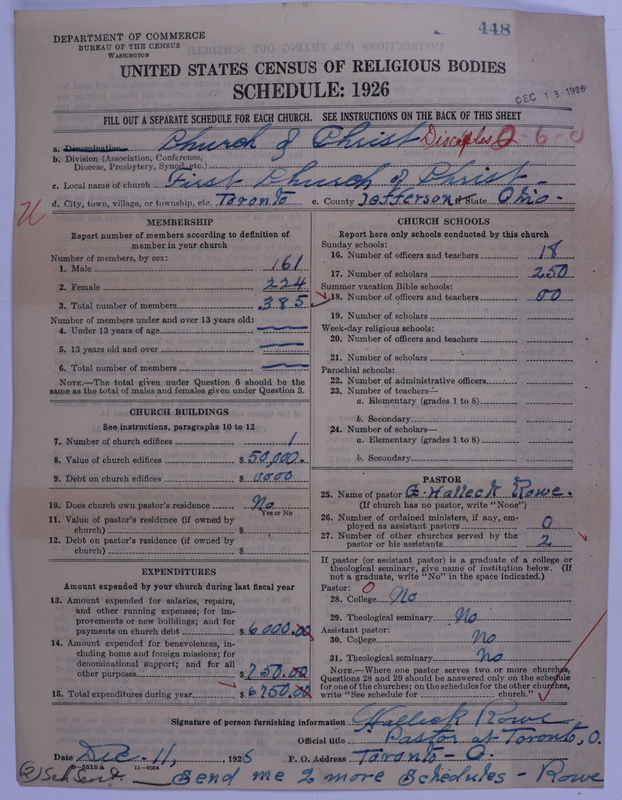 448
DEPARTMENT OF COMMERCE
BUREAU OF THE CENSUS
WASHINGTON
UNITED STATES CENSUS OF RELIGIOUS BODIES
SCHEDULE: 1926
DEC 13 1926
FILL OUT A SEPARATE SCHEDULE FOR EACH CHURCH. SEE INSTRUCTIONS ON THE BACK OF THIS SHEET
a. Denomination Church of Christ Disciples 0-6-0
b. Division (Association, Conference, Diocese, Presbytery, Synod, etc.)
c. Local name of church First Church of Christ
d. City, town, village, or township, etc. Toronto e. County Jefferson State Ohio
MEMBERSHIP
Report number of members according to definition of member in your church
Number of members, by sex:
1. Male 161
2. Female 224
3. Total number of members 385
Number of members under and over 13 years old:
4. Under 13 years of age —
5. 13 years old and over —
6. Total number of members —
NOTE.—The total given under Question 6 should be the same as the total of males and females given under Question 3.
CHURCH BUILDINGS
See instructions, paragraphs 10 to 12
7. Number of church edifices 1
8. Value of church edifices $ 50,000.
9. Debt on church edifices $ 0000
10. Does church own pastor's residence No
Yes or No
11. Value of pastor's residence (if owned by church) $
12. Debt on pastor's residence (if owned by church) $
EXPENDITURES
Amount expended by your church during last fiscal year
13. Amount expended for salaries, repairs, and other running expenses; for improvements or new buildings; and for payments on church debt $ 6000.00
14. Amount expended for benevolences, including home and foreign missions; for denominational support; and for all other purposes $ 750.00
15. Total expenditures during year $ 6750.00
CHURCH SCHOOLS
Report here only schools conducted by this church
Sunday schools:
16. Number of officers and teachers 18
17. Number of scholars 250
Summer vacation Bible schools:
18. Number of officers and teachers 00
19. Number of scholars
Week-day religious schools:
20. Number of officers and teachers
21. Number of scholars
Parochial schools:
22. Number of administrative officers
23. Number of teachers—
a. Elementary (grades 1 to 8)
b. Secondary
24. Number of scholars—
a. Elementary (grades 1 to 8)
b. Secondary
PASTOR
25. Name of pastor G. Halleck Rowe.
(If church has no pastor, write "None")
26. Number of ordained ministers, if any, employed as assistant pastors 0
27. Number of other churches served by the pastor or his assistants 2
If pastor (or assistant pastor) is a graduate of a college or theological seminary, give name of institution below. (If not a graduate, write "No" in the space indicated.)
Pastor: 0
28. College No
29. Theological seminary No
Assistant pastor:
30. College No
31. Theological seminary No
NOTE.—Where one pastor serves two or more churches, Questions 28 and 29 should be answered only on the schedule for one of the churches; on the schedules for the other churches, write "See schedule for church."
Signature of person furnishing information Halleck Rowe
Official title Pastor at Toronto, O.
Date Dec. 11, 1926 P. O. Address Toronto - O.
11—9084
Send me 2 more Schedules - Rowe